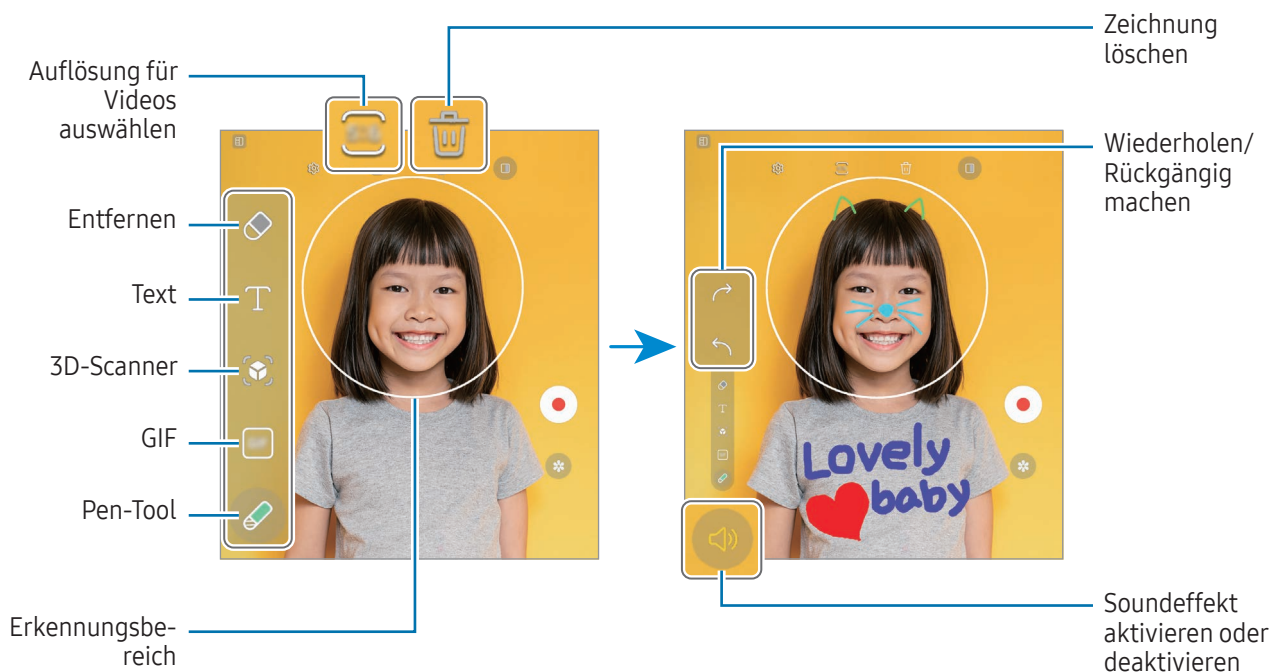 Auflösung für
Videos
auswählen
Entfernen
Text
3D-Scanner
GIF
Pen-Tool
Erkennungsbe-
reich
T
Zeichnung
löschen
Wiederholen/
Rückgängig
machen
T
Lovely
baby
Soundeffekt
aktivieren oder
deaktivieren